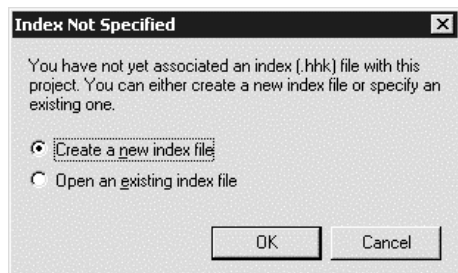 Index Not Specified
You have not yet associated an index (.hhk) file with this
project. You can either create a new index file or specify an
existing one.
Create a new index file
Open an existing index file
OK Cancel